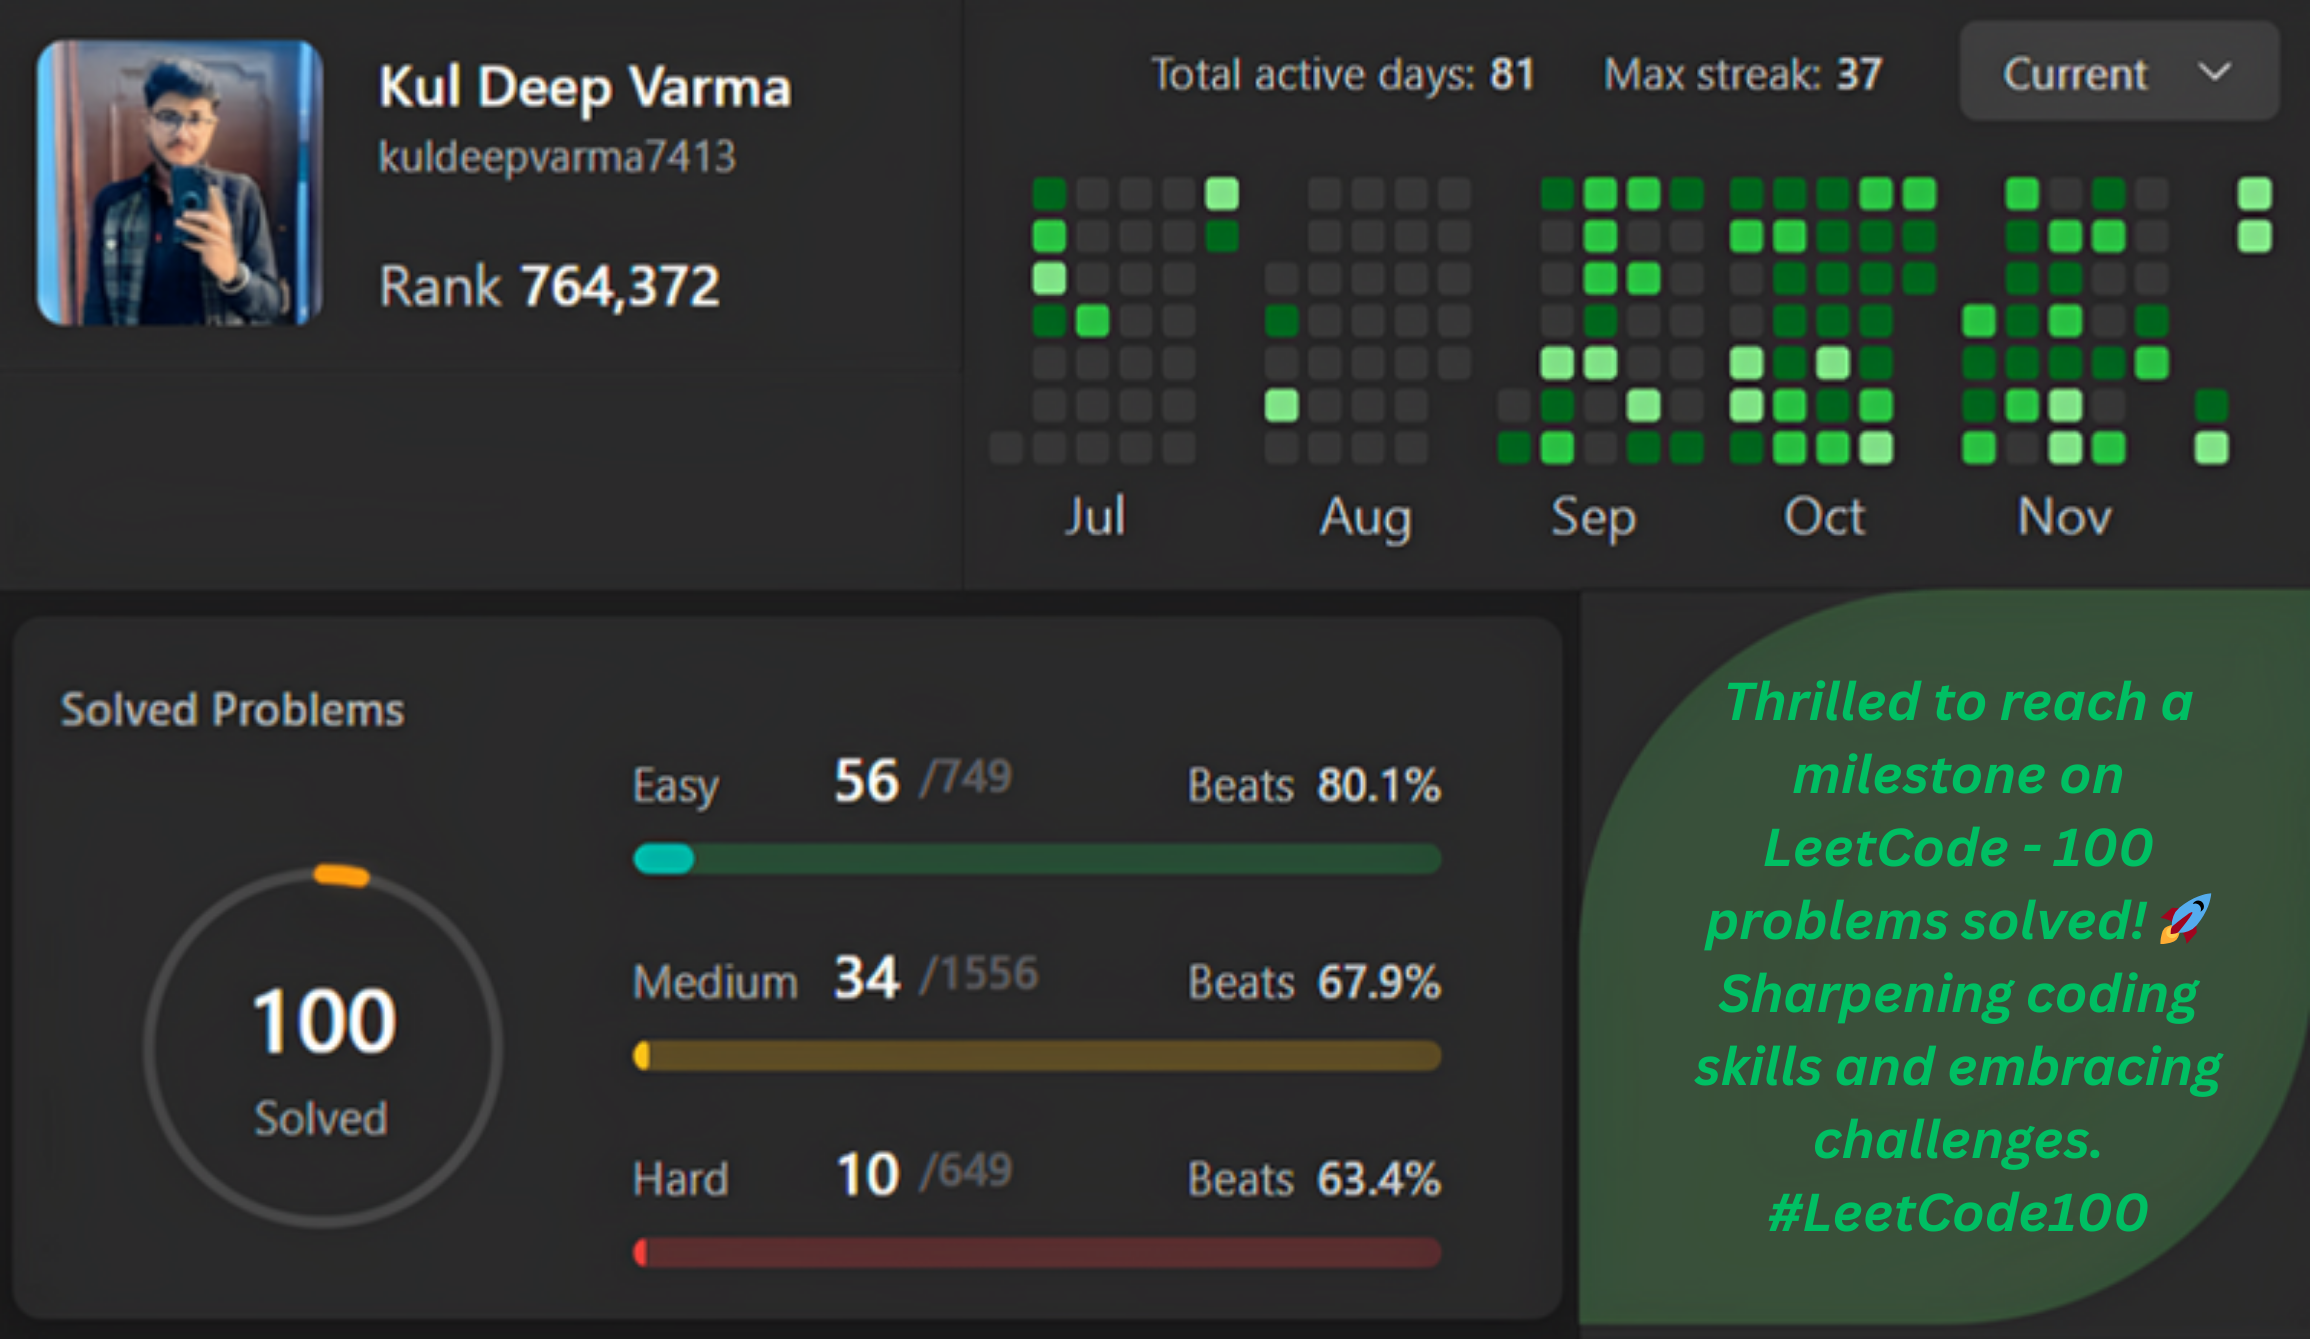 Kul Deep Varma
kuldeepvarma7413
Rank 764,372
Total active days: 81 Max streak: 37 Current
Jul Aug Sep Oct Nov
Solved Problems
100
Solved
Easy 56 /749 Beats 80.1%
Medium 34 /1556 Beats 67.9%
Hard 10 /649 Beats 63.4%
Thrilled to reach a
milestone on
LeetCode - 100
problems solved! 🚀
Sharpening coding
skills and embracing
challenges.
#LeetCode100